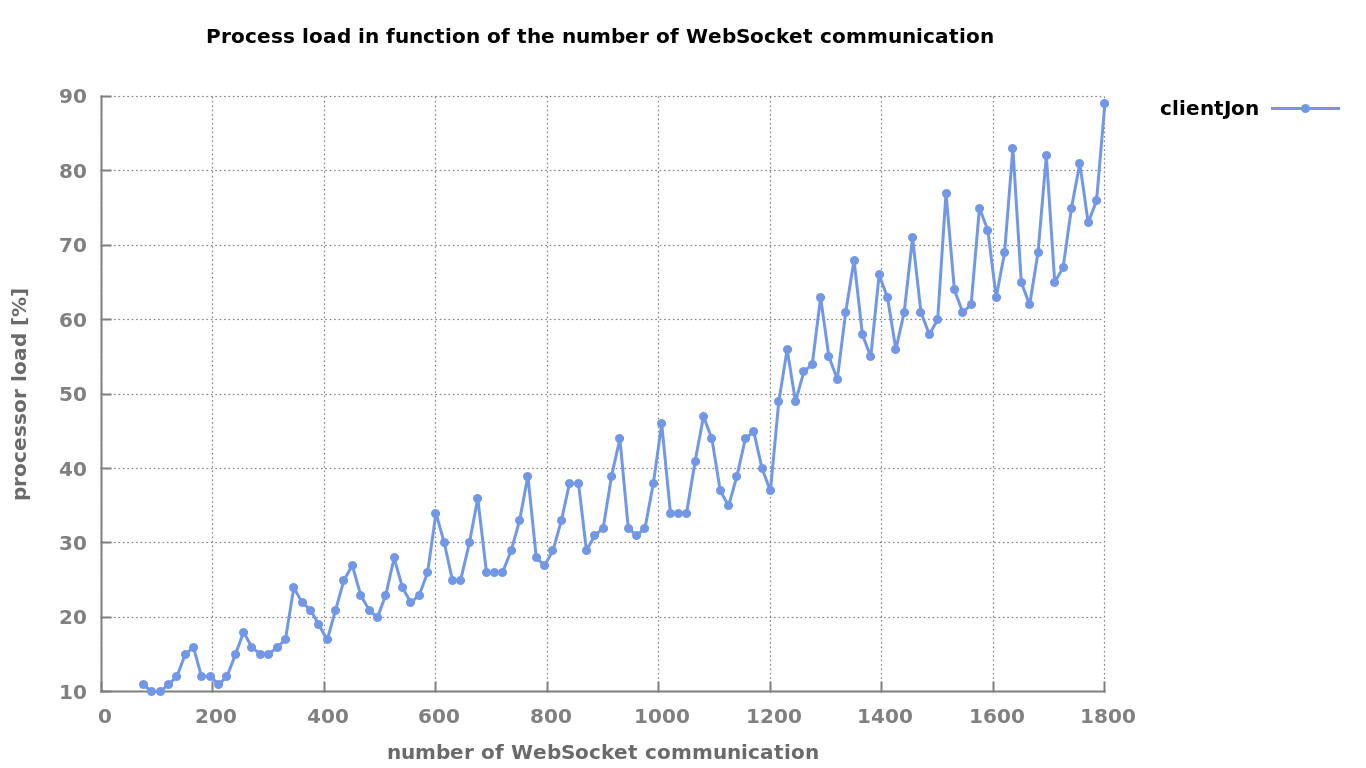 Process load in function of the number of WebSocket communication
clientJon
90
80
70
60
50
40
30
20
10
processor load [%]
0 200 400 600 800 1000 1200 1400 1600 1800
number of WebSocket communication